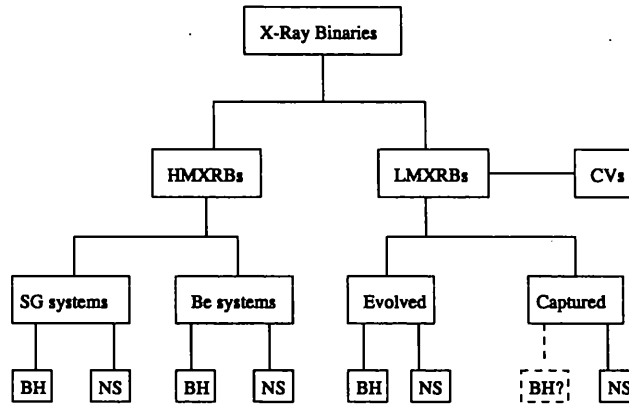 X-Ray Binaries
HMXRBs
LMXRBs
CVs
SG systems
Be systems
Evolved
Captured
BH
NS
BH
NS
BH
NS
BH?
NS